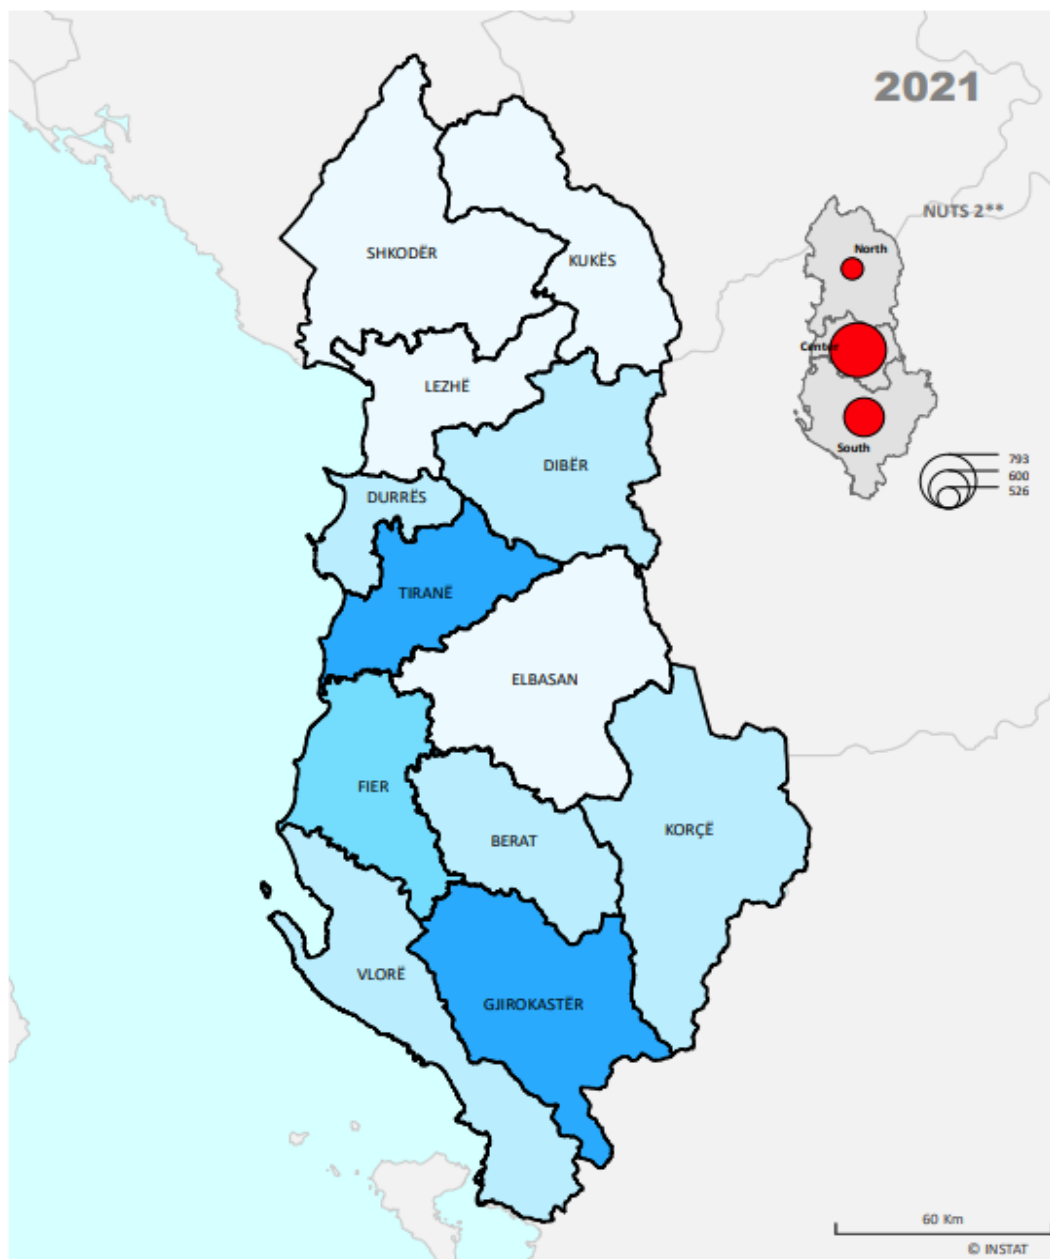 2021
NUTS 2**
North
Center
South
793
600
526
SHKODËR
KUKËS
LEZHË
DIBËR
DURRËS
TIRANË
ELBASAN
FIER
BERAT
KORÇË
VLORË
GJIROKASTËR
60 Km
© INSTAT